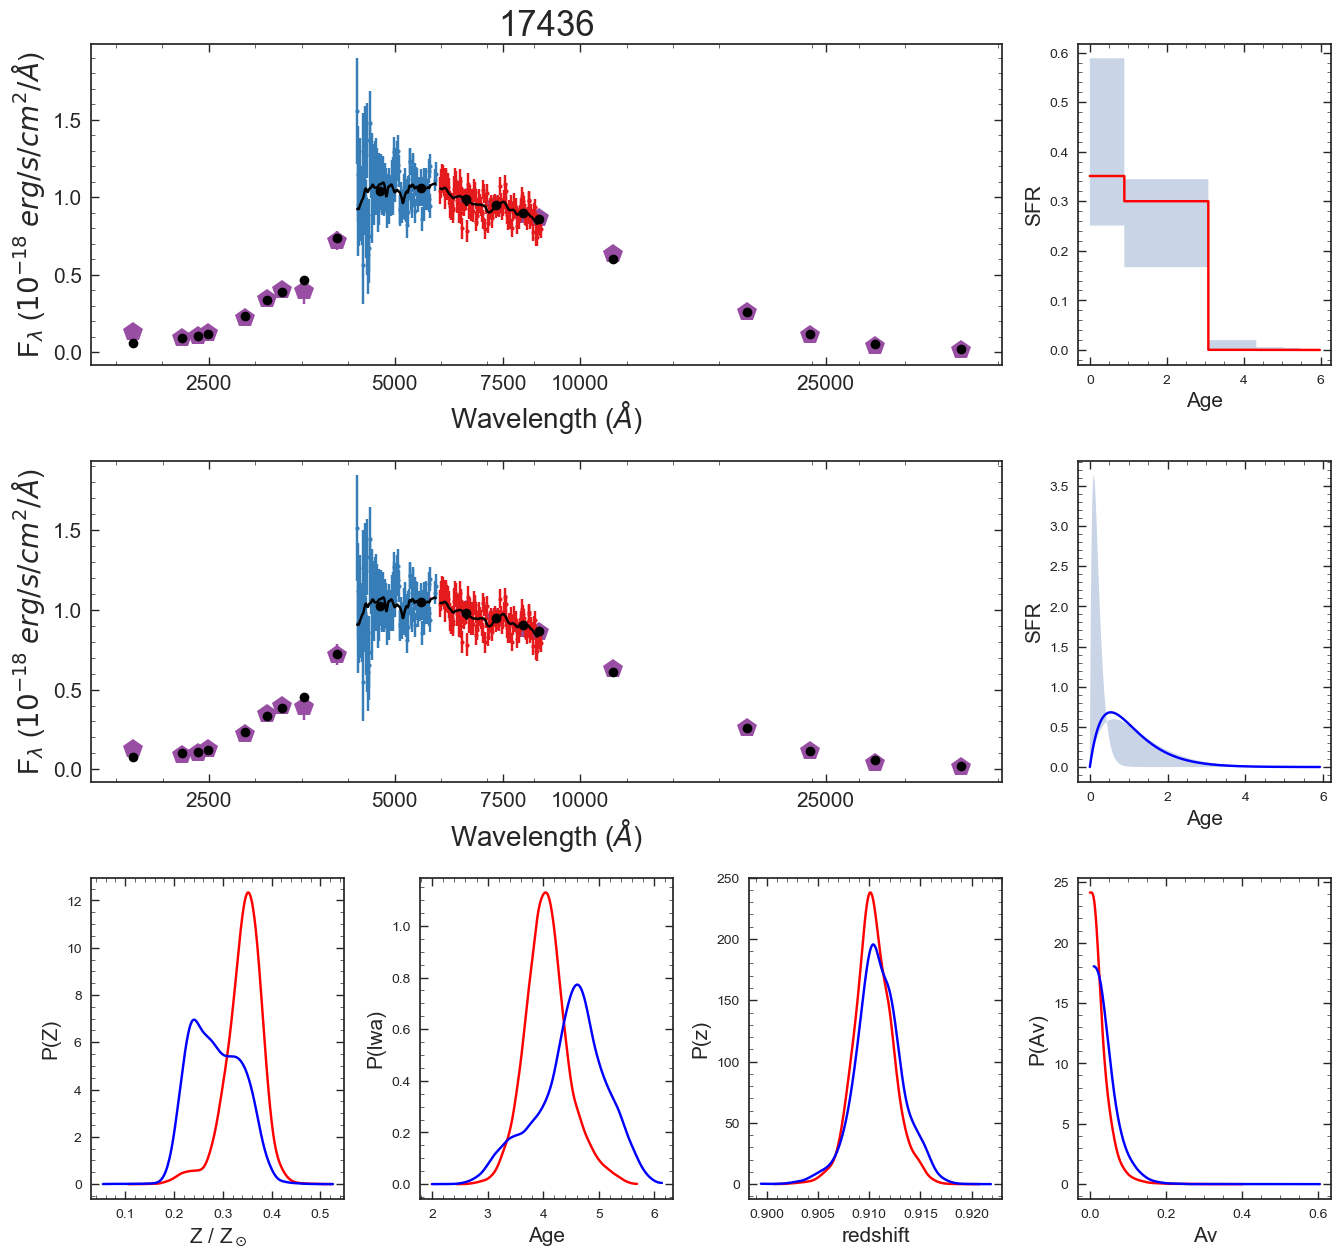 17436
F_λ (10^{-18} erg/s/cm^2/Å)
1.5
1.0
0.5
0.0
2500 5000 7500 10000 25000
Wavelength (Å)
SFR
0.6
0.5
0.4
0.3
0.2
0.1
0.0
0 2 4 6
Age
F_λ (10^{-18} erg/s/cm^2/Å)
1.5
1.0
0.5
0.0
2500 5000 7500 10000 25000
Wavelength (Å)
SFR
3.5
3.0
2.5
2.0
1.5
1.0
0.5
0.0
0 2 4 6
Age
P(Z)
12
10
8
6
4
2
0
0.1 0.2 0.3 0.4 0.5
Z / Z_⊙
P(lwa)
1.0
0.8
0.6
0.4
0.2
0.0
2 3 4 5 6
Age
P(z)
250
200
150
100
50
0
0.900 0.905 0.910 0.915 0.920
redshift
P(Av)
25
20
15
10
5
0
0.0 0.2 0.4 0.6
Av